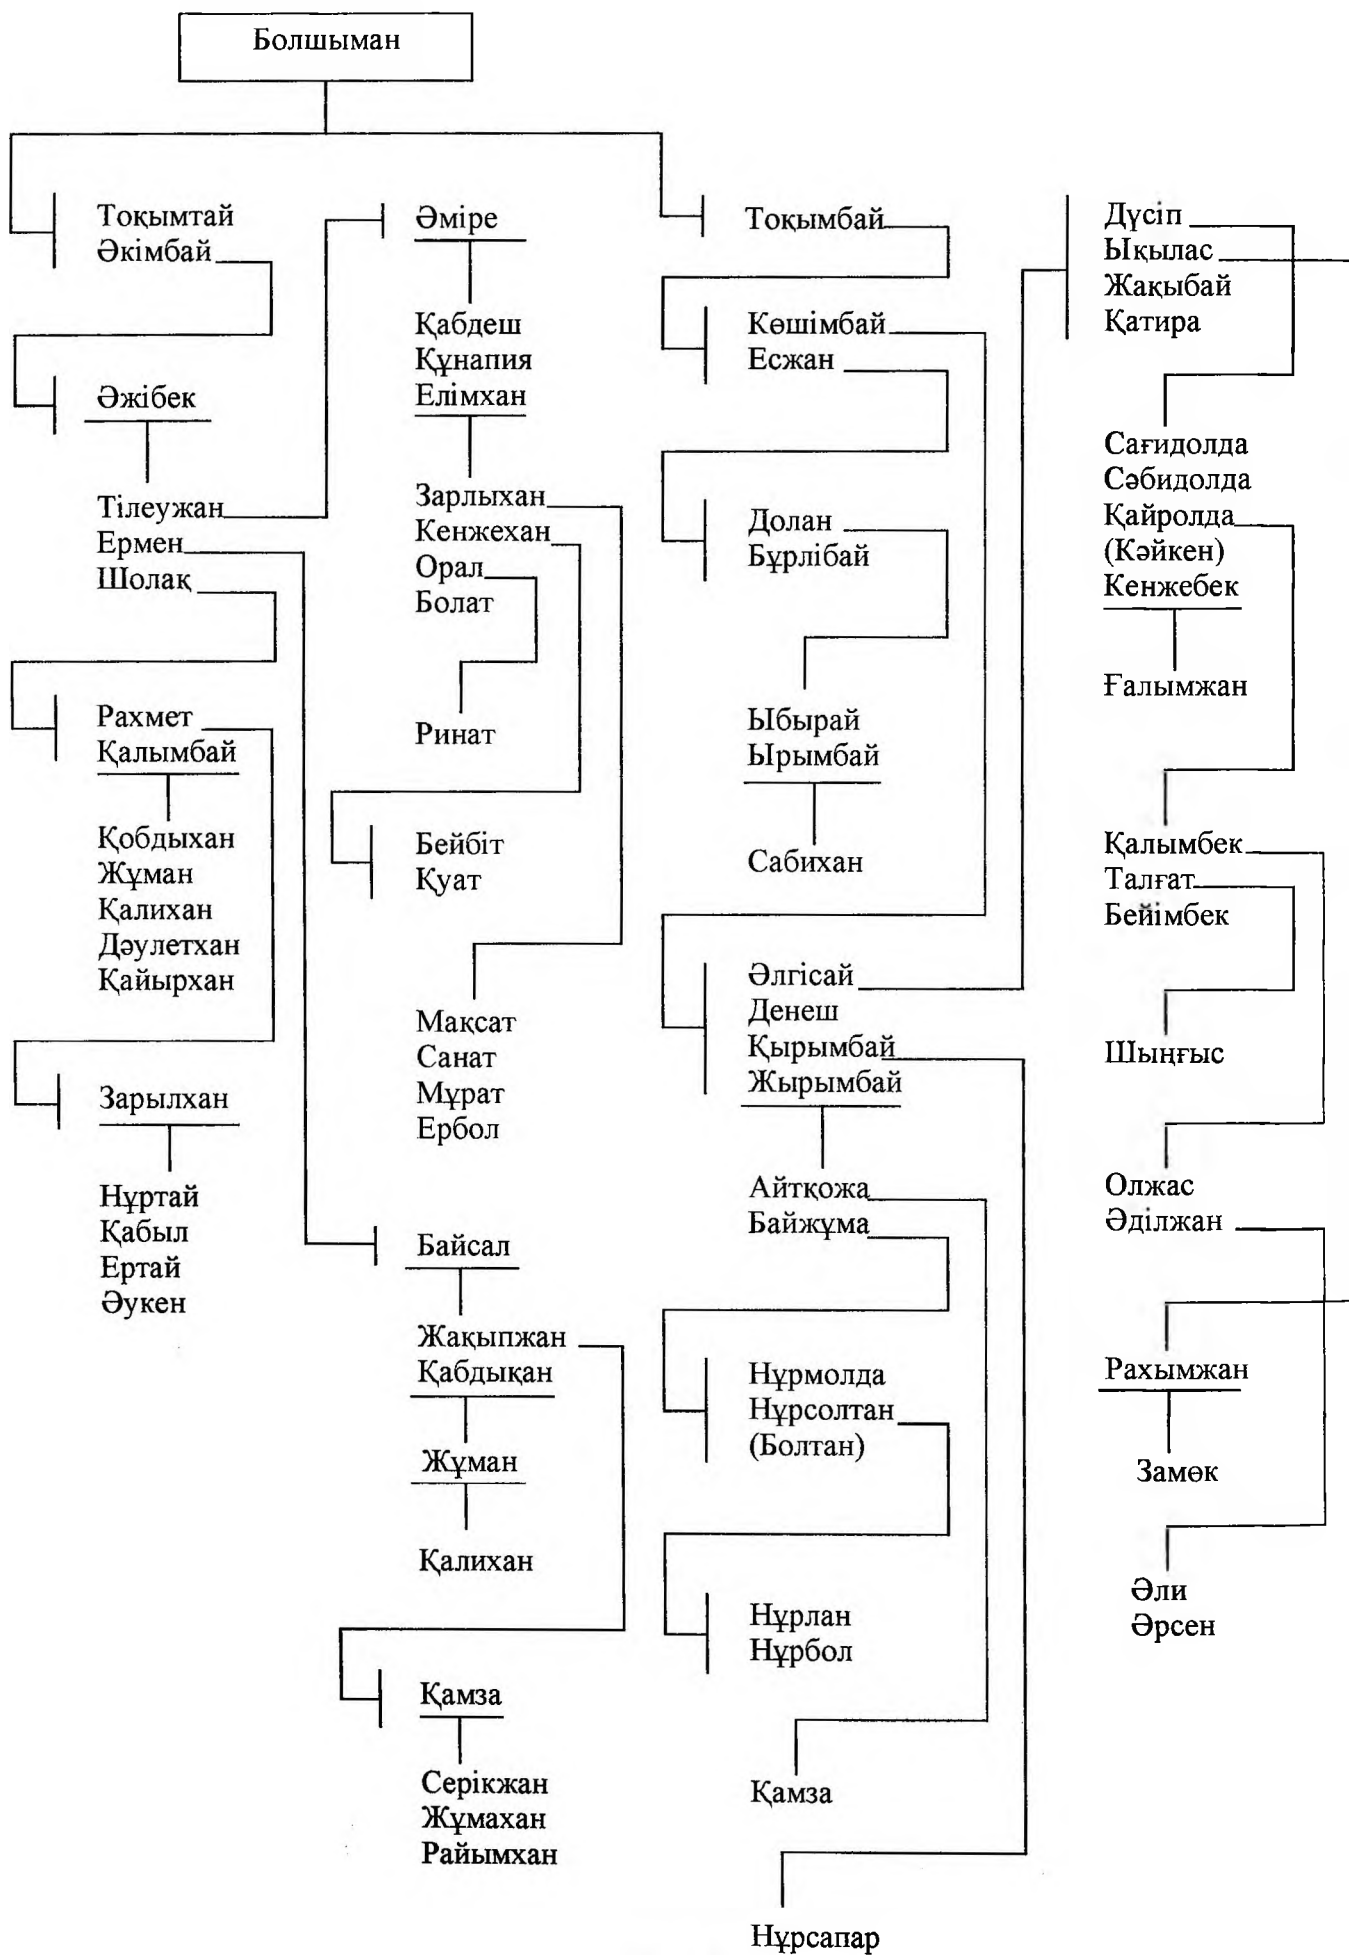 Болшыман
Тоқымтай
Әкімбай
Әжібек
Тілеужан
Ермен
Шолақ
Рахмет
Қалымбай
Қобдыхан
Жұман
Қалихан
Дәулетхан
Қайырхан
Зарылхан
Нұртай
Қабыл
Ертай
Әукен
Әміре
Қабдеш
Құнапия
Елімхан
Зарлыхан
Кенжехан
Орал
Болат
Ринат
Бейбіт
Қуат
Мақсат
Санат
Мұрат
Ербол
Байсал
Жақыпжан
Қабдықан
Жұман
Қалихан
Қамза
Серікжан
Жұмахан
Райымхан
Тоқымбай
Көшімбай
Есжан
Долан
Бұрлібай
Ыбырай
Ырымбай
Сабихан
Әлгісай
Денеш
Қырымбай
Жырымбай
Айтқожа
Байжұма
Нұрмолда
Нұрсолтан
(Болтан)
Нұрлан
Нұрбол
Қамза
Нұрсапар
Дүсіп
Ықылас
Жақыбай
Қатира
Сағидолда
Сәбидолда
Қайролда
(Кәйкен)
Кенжебек
Ғалымжан
Қалымбек
Талғат
Бейімбек
Шыңғыс
Олжас
Әділжан
Рахымжан
Замөк
Әли
Әрсен